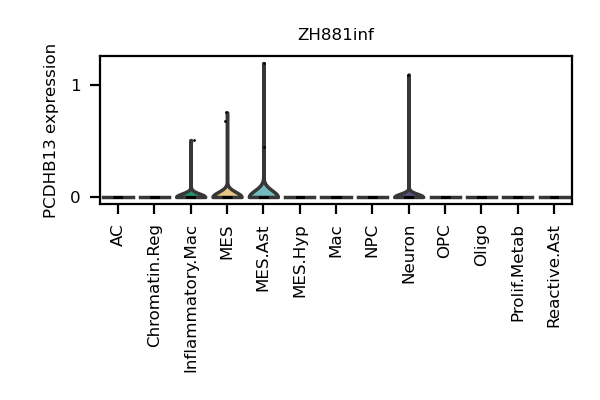 ZH881inf
PCDHB13 expression
1
0
AC
Chromatin.Reg
Inflammatory.Mac
MES
MES.Ast
MES.Hyp
Mac
NPC
Neuron
OPC
Oligo
Prolif.Metab
Reactive.Ast